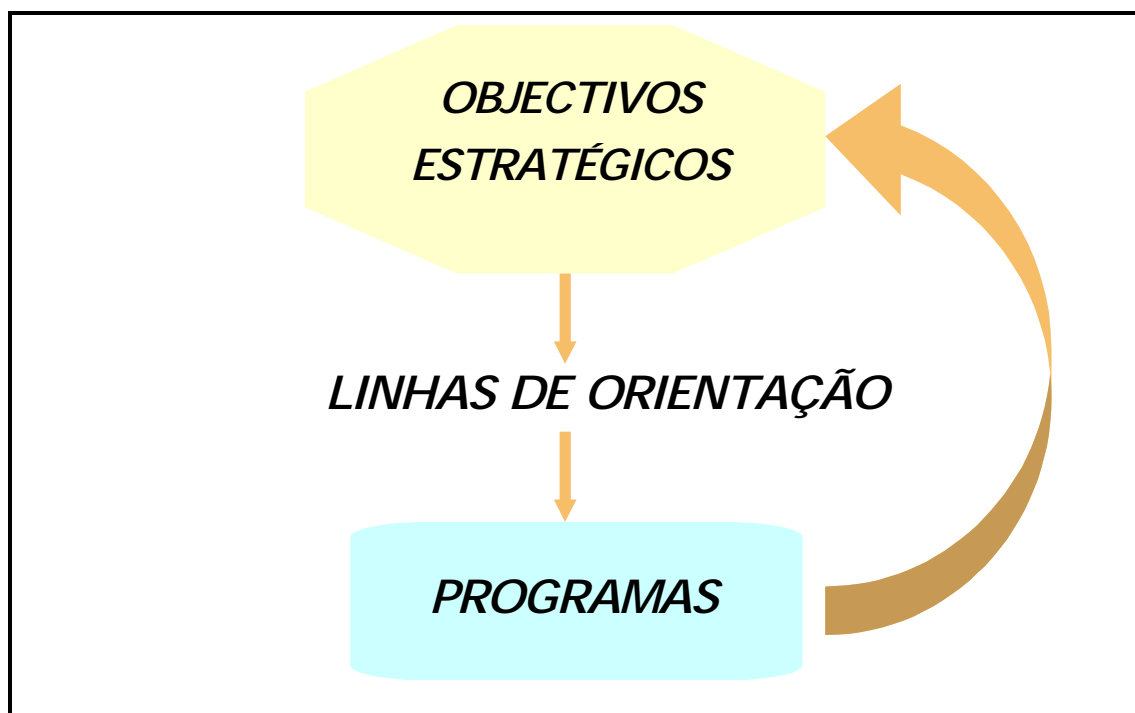 OBJECTIVOS
ESTRATÉGICOS
LINHAS DE ORIENTAÇÃO
PROGRAMAS